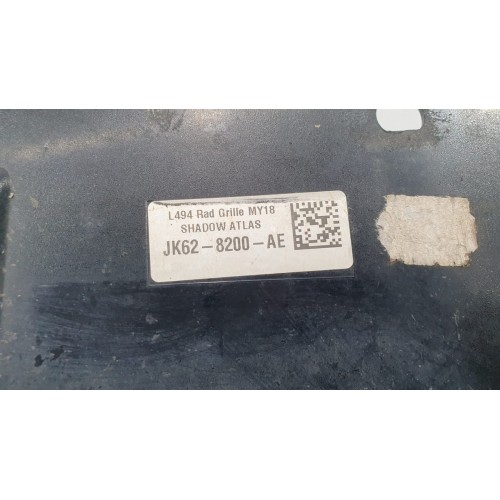 L494 Rad Grille MY18
SHADOW ATLAS
JK62-8200-AE